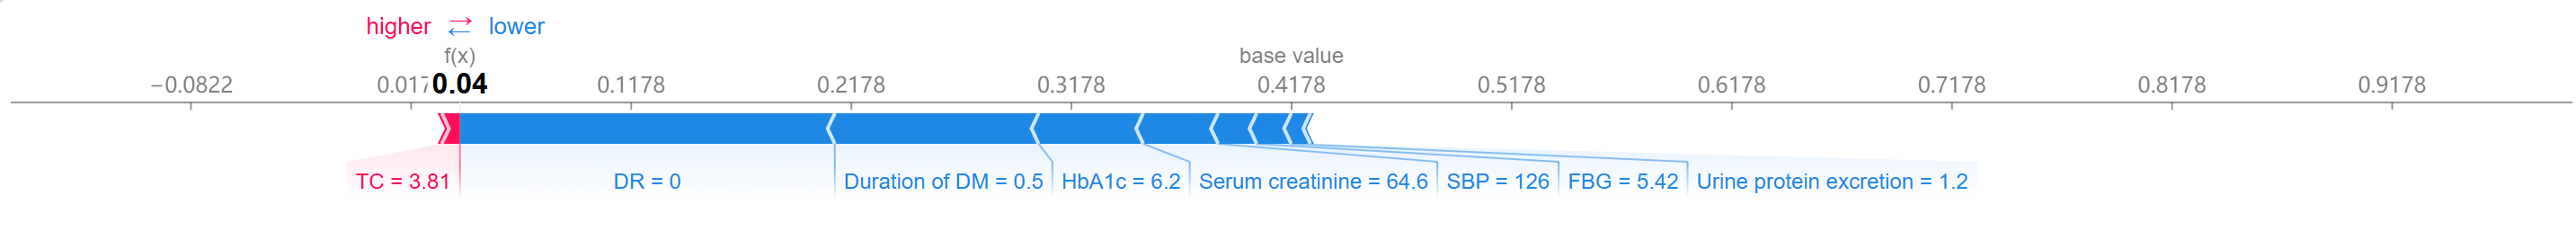 higher ⇄ lower
f(x) base value
−0.0822 0.017 0.04 0.1178 0.2178 0.3178 0.4178 0.5178 0.6178 0.7178 0.8178 0.9178
TC = 3.81 DR = 0 Duration of DM = 0.5 HbA1c = 6.2 Serum creatinine = 64.6 SBP = 126 FBG = 5.42 Urine protein excretion = 1.2